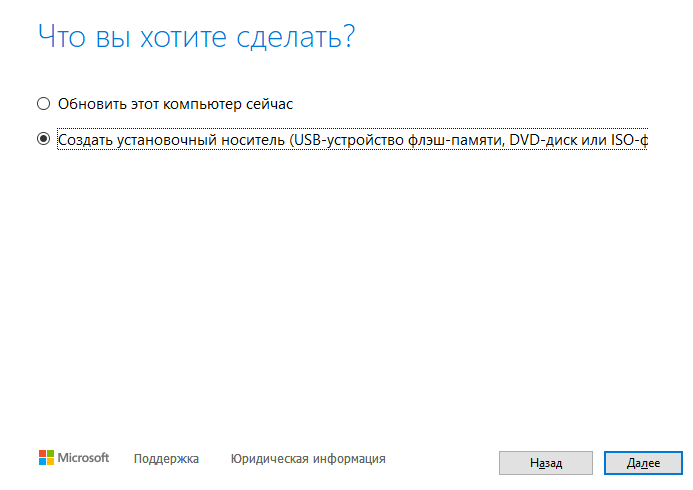 Что вы хотите сделать?
Обновить этот компьютер сейчас
Создать установочный носитель (USB-устройство флэш-памяти, DVD-диск или ISO-ф
Microsoft Поддержка Юридическая информация Назад Далее